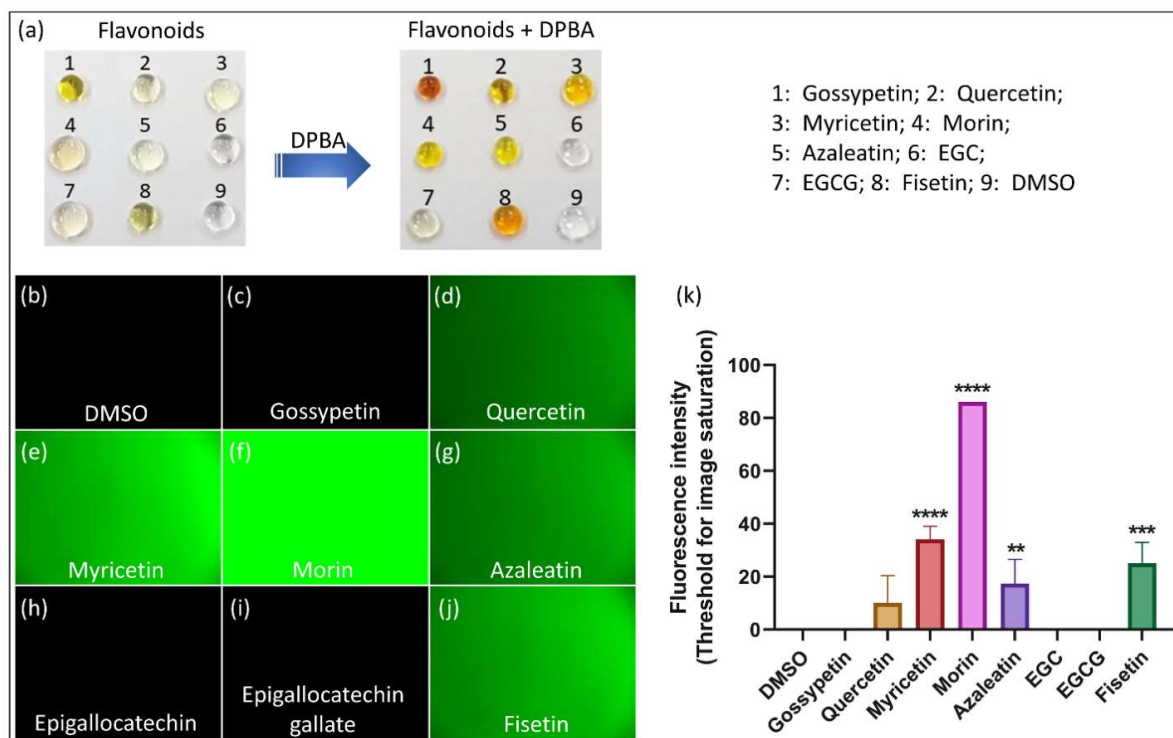 (a)
Flavonoids
1 2 3
4 5 6
7 8 9
DPBA
Flavonoids + DPBA
1 2 3
4 5 6
7 8 9
1: Gossypetin; 2: Quercetin;
3: Myricetin; 4: Morin;
5: Azaleatin; 6: EGC;
7: EGCG; 8: Fisetin; 9: DMSO
(b)
DMSO
(c)
Gossypetin
(d)
Quercetin
(e)
Myricetin
(f)
Morin
(g)
Azaleatin
(h)
Epigallocatechin
(i)
Epigallocatechin
gallate
(j)
Fisetin
(k)
Fluorescence intensity
(Threshold for image saturation)
100
80
60
40
20
0
****
****
**
***
DMSO
Gossypetin
Quercetin
Myricetin
Morin
Azaleatin
EGC
EGCG
Fisetin